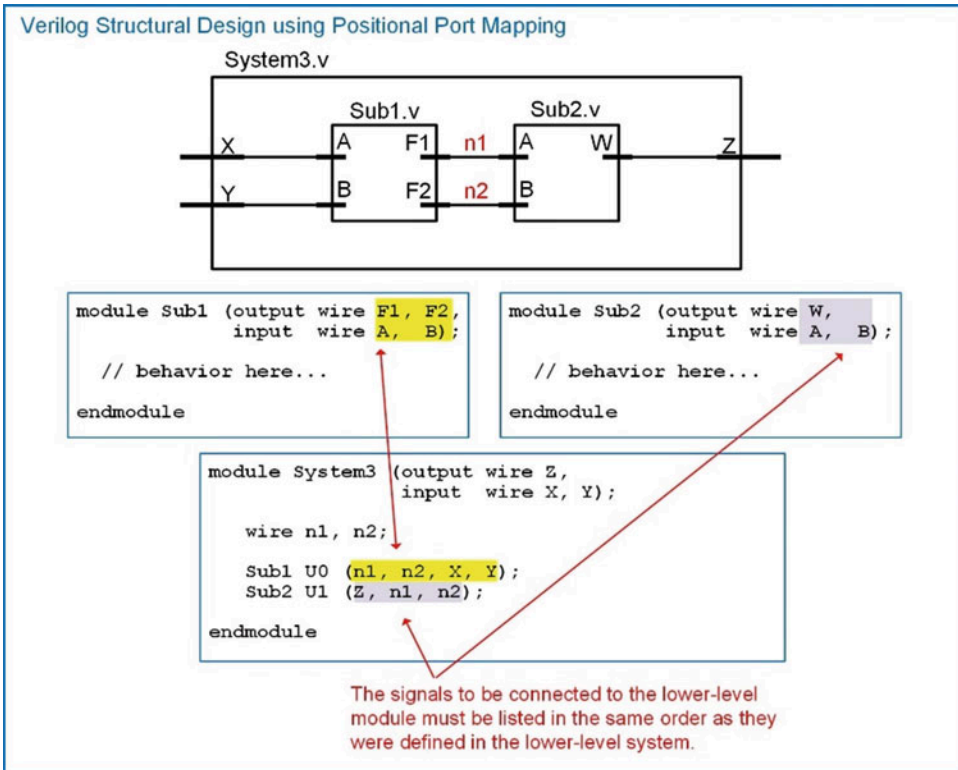 Verilog Structural Design using Positional Port Mapping
System3.v
Sub1.v
Sub2.v
X
A
F1
n1
A
W
Z
Y
B
F2
n2
B
module Sub1 (output wire F1, F2,
input wire A, B);
// behavior here...
endmodule
module Sub2 (output wire W,
input wire A, B);
// behavior here...
endmodule
module System3 (output wire Z,
input wire X, Y);
wire n1, n2;
Sub1 U0 (n1, n2, X, Y);
Sub2 U1 (Z, n1, n2);
endmodule
The signals to be connected to the lower-level
module must be listed in the same order as they
were defined in the lower-level system.